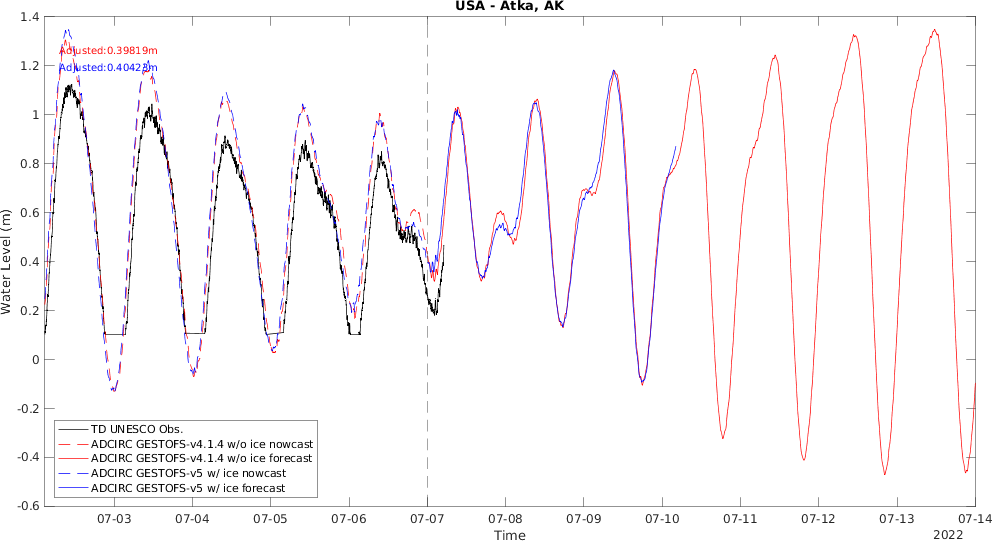 USA - Atka, AK
1.4
1.2
1
0.8
0.6
0.4
0.2
0
-0.2
-0.4
-0.6
Water Level (m)
Adjusted:0.39819m
Adjusted:0.40423m
TD UNESCO Obs.
ADCIRC GESTOFS-v4.1.4 w/o ice nowcast
ADCIRC GESTOFS-v4.1.4 w/o ice forecast
ADCIRC GESTOFS-v5 w/ ice nowcast
ADCIRC GESTOFS-v5 w/ ice forecast
07-03 07-04 07-05 07-06 07-07 07-08 07-09 07-10 07-11 07-12 07-13 07-14
Time
2022